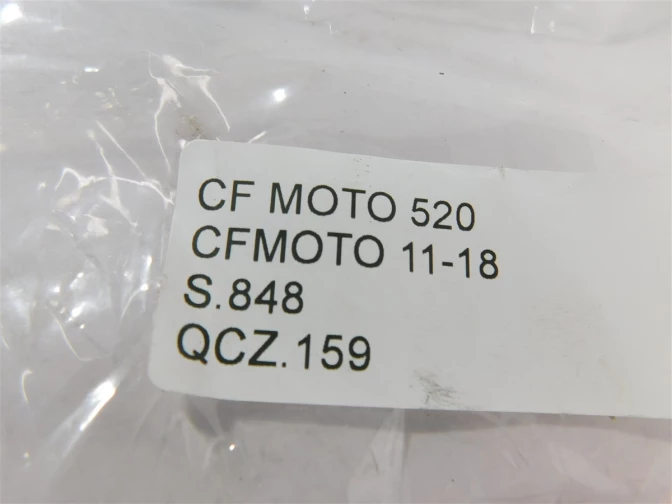 CF MOTO 520
CFMOTO 11-18
S.848
QCZ.159